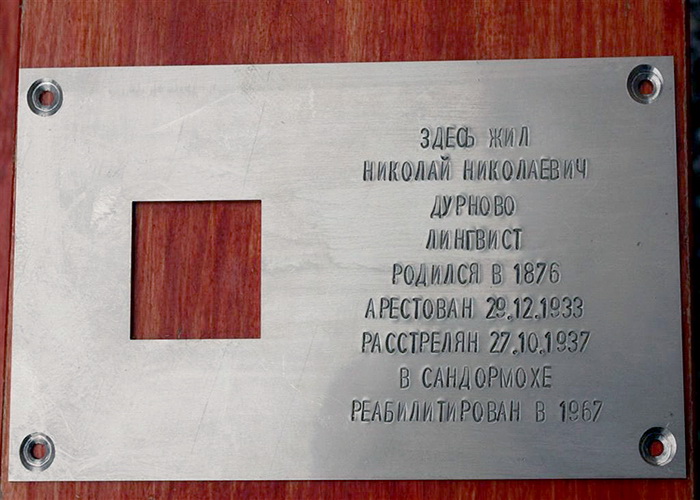 ЗДЕСЬ ЖИЛ
НИКОЛАЙ НИКОЛАЕВИЧ
ДУРНОВО
ЛИНГВИСТ
РОДИЛСЯ В 1876
АРЕСТОВАН 29.12.1933
РАССТРЕЛЯН 27.10.1937
В САНДОРМОХЕ
РЕАБИЛИТИРОВАН В 1967